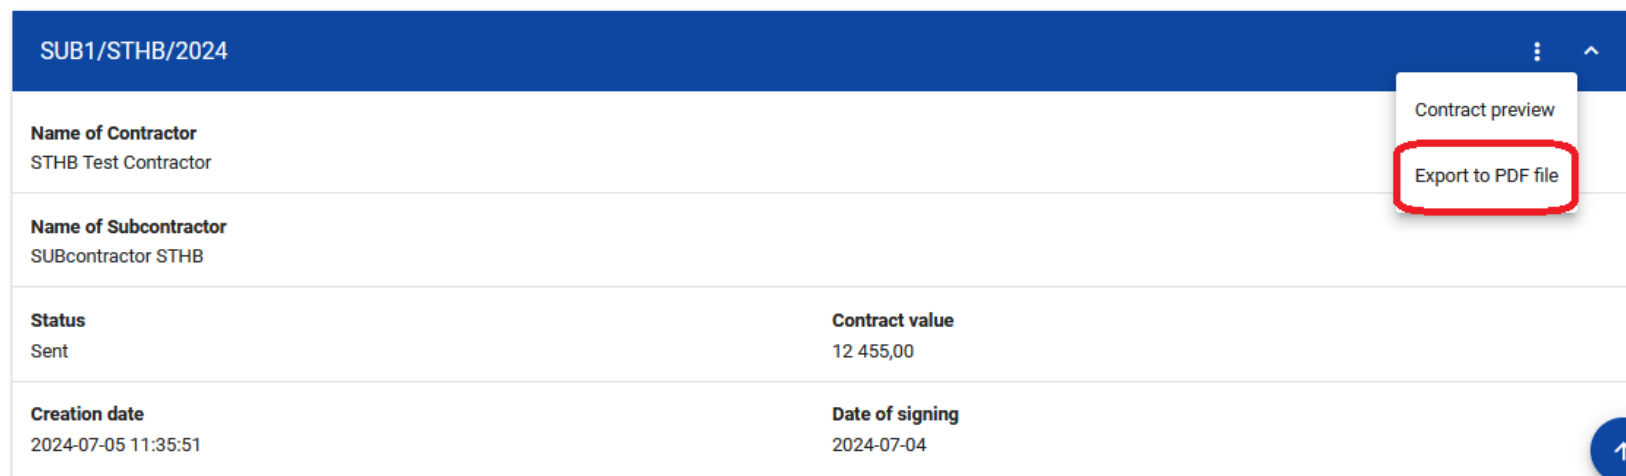 SUB1/STHB/2024
Contract preview
Export to PDF file
Name of Contractor
STHB Test Contractor
Name of Subcontractor
SUBcontractor STHB
Status
Sent
Contract value
12 455,00
Creation date
2024-07-05 11:35:51
Date of signing
2024-07-04